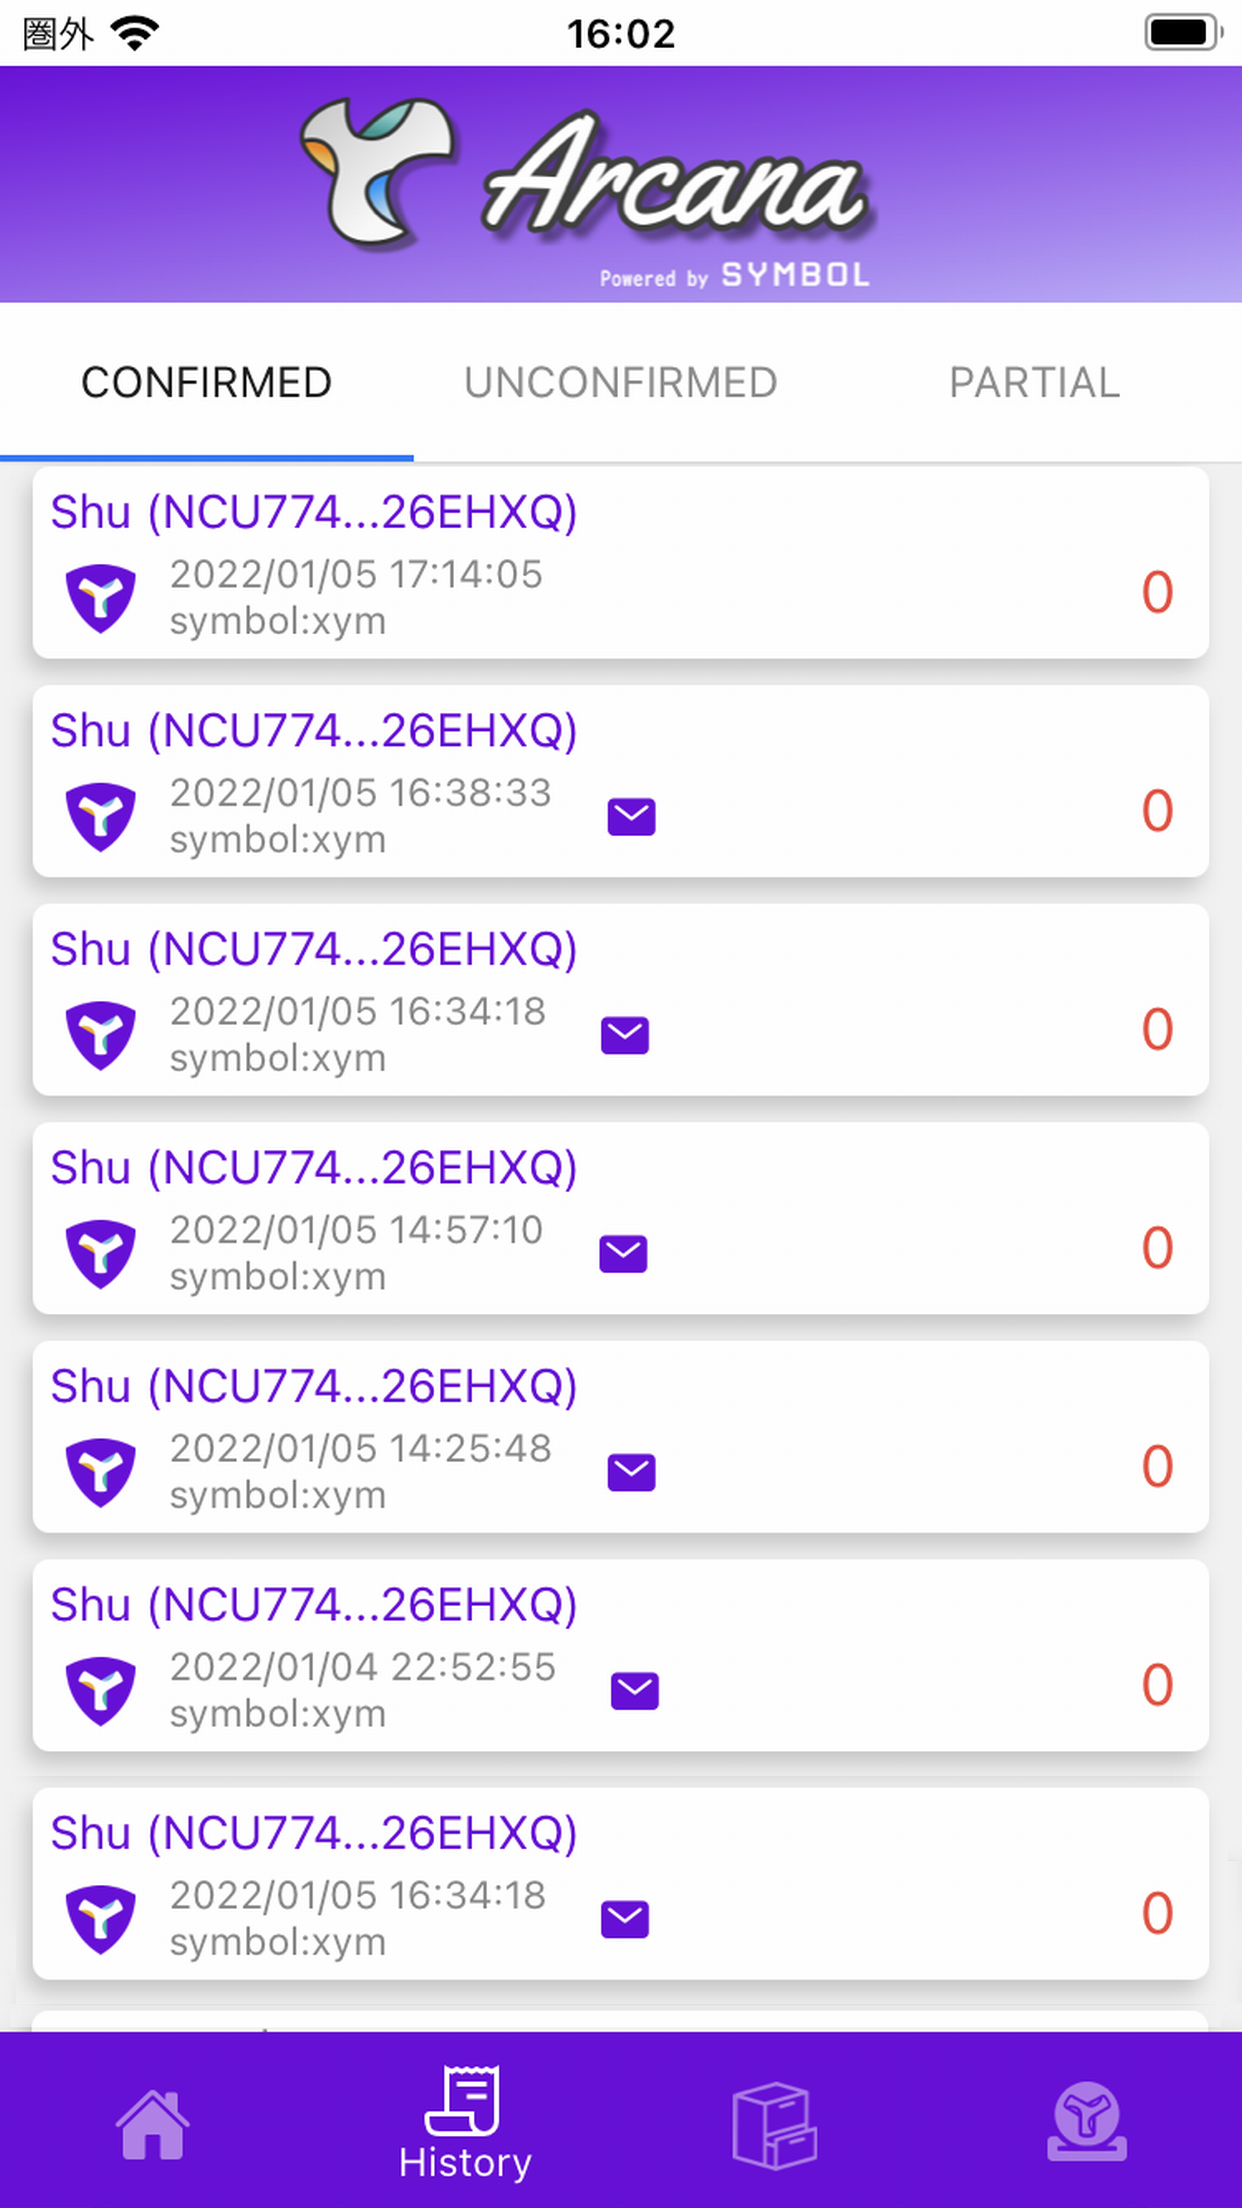 圏外 16:02
Arcana
Powered by SYMBOL
CONFIRMED UNCONFIRMED PARTIAL
Shu (NCU774...26EHXQ)
2022/01/05 17:14:05
symbol:xym
0
Shu (NCU774...26EHXQ)
2022/01/05 16:38:33
symbol:xym
0
Shu (NCU774...26EHXQ)
2022/01/05 16:34:18
symbol:xym
0
Shu (NCU774...26EHXQ)
2022/01/05 14:57:10
symbol:xym
0
Shu (NCU774...26EHXQ)
2022/01/05 14:25:48
symbol:xym
0
Shu (NCU774...26EHXQ)
2022/01/04 22:52:55
symbol:xym
0
Shu (NCU774...26EHXQ)
2022/01/05 16:34:18
symbol:xym
0
History